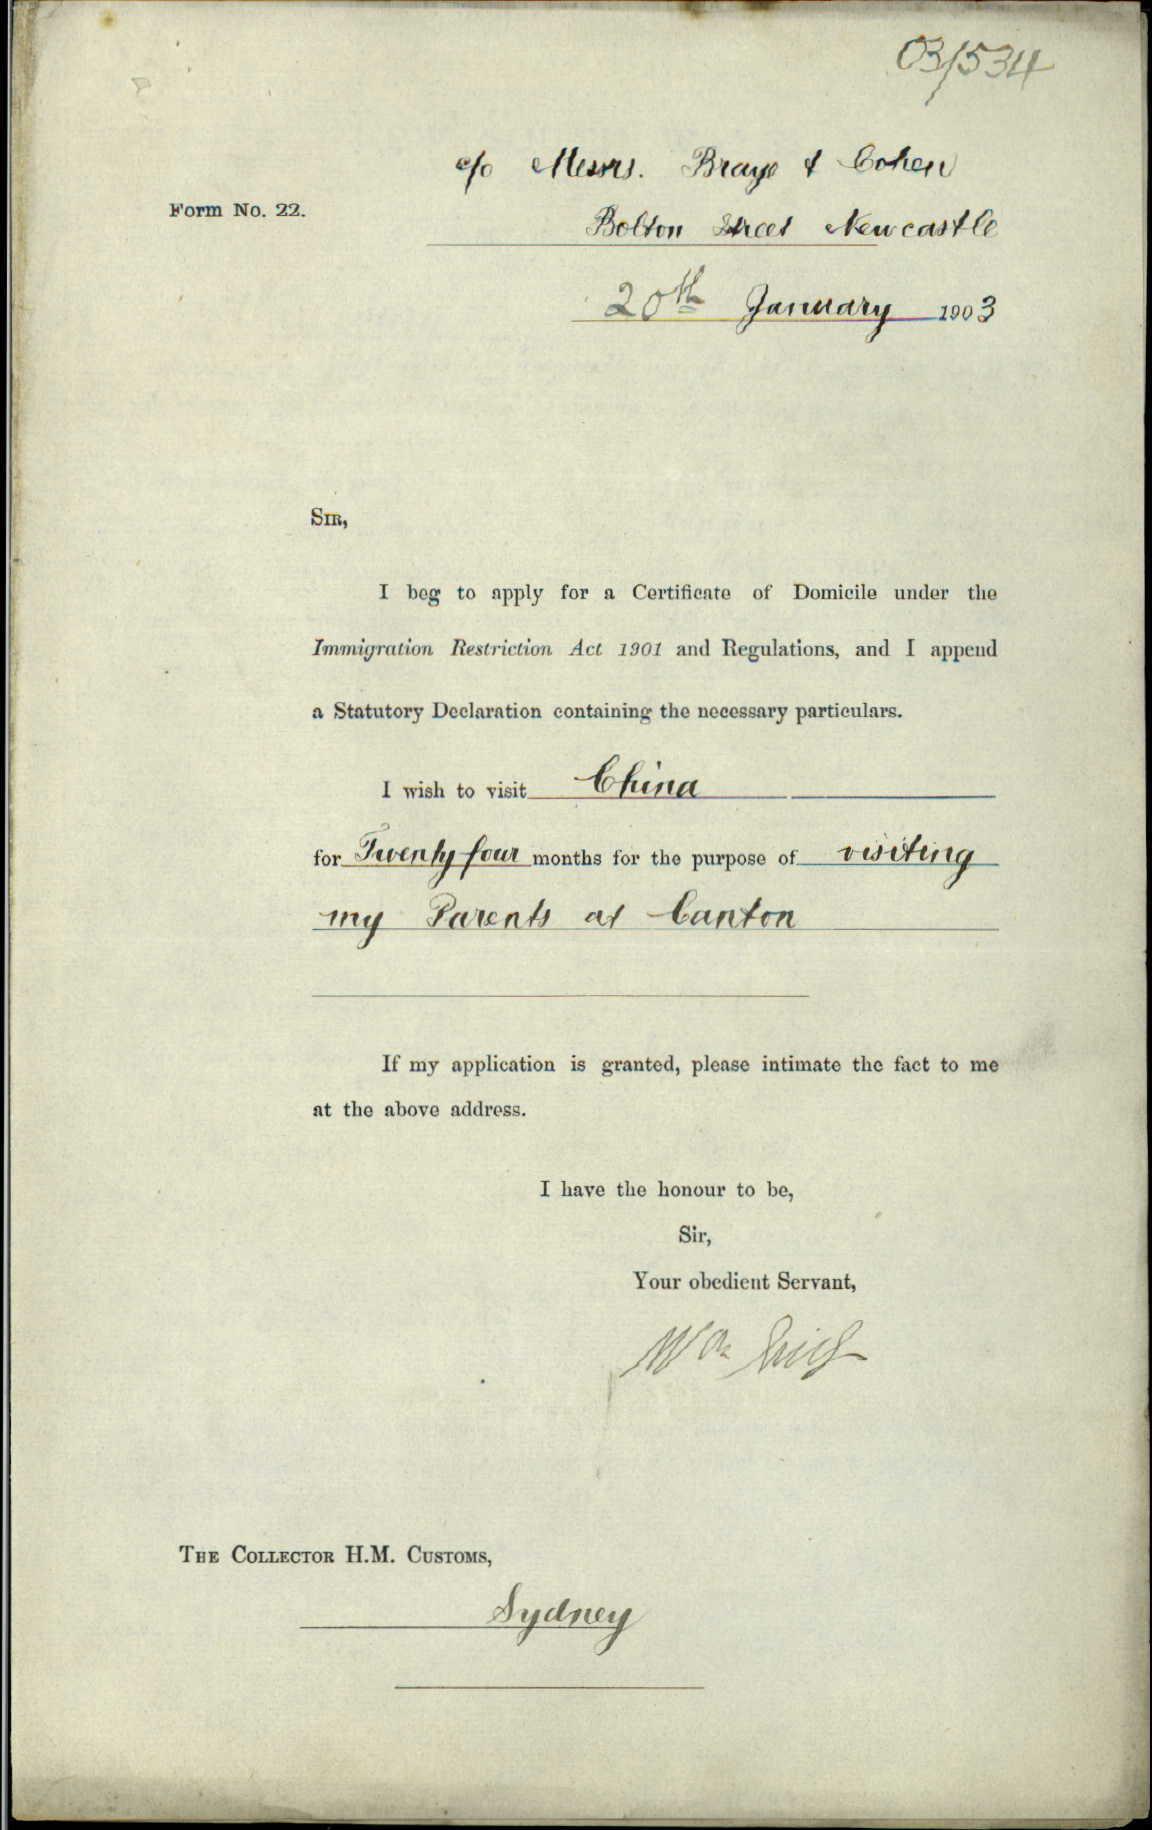 03/534
c/o Messrs. Braye & Cohen
Form No. 22.
Bolton Street Newcastle
20th January 1903
SIR,
I beg to apply for a Certificate of Domicile under the
Immigration Restriction Act 1901 and Regulations, and I append
a Statutory Declaration containing the necessary particulars.
I wish to visit China
for Twenty four months for the purpose of visiting
my Parents at Canton
If my application is granted, please intimate the fact to me
at the above address.
I have the honour to be,
Sir,
Your obedient Servant,
THE COLLECTOR H.M. CUSTOMS,
Sydney